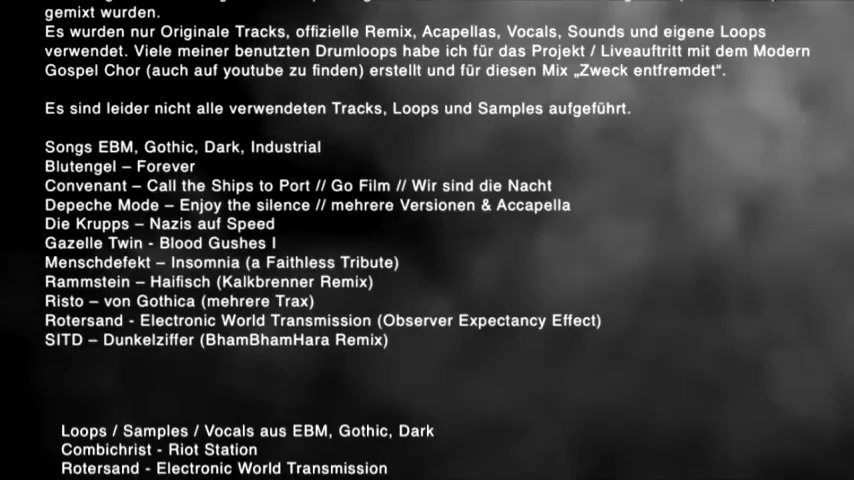 gemixt wurden.
Es wurden nur Originale Tracks, offizielle Remix, Acapellas, Vocals, Sounds und eigene Loops
verwendet. Viele meiner benutzten Drumloops habe ich für das Projekt / Liveauftritt mit dem Modern
Gospel Chor (auch auf youtube zu finden) erstellt und für diesen Mix „Zweck entfremdet“.
Es sind leider nicht alle verwendeten Tracks, Loops und Samples aufgeführt.
Songs EBM, Gothic, Dark, Industrial
Blutengel – Forever
Convenant – Call the Ships to Port // Go Film // Wir sind die Nacht
Depeche Mode – Enjoy the silence // mehrere Versionen & Accapella
Die Krupps – Nazis auf Speed
Gazelle Twin - Blood Gushes I
Menschdefekt – Insomnia (a Faithless Tribute)
Rammstein – Haifisch (Kalkbrenner Remix)
Risto – von Gothica (mehrere Trax)
Rotersand - Electronic World Transmission (Observer Expectancy Effect)
SITD – Dunkelziffer (BhamBhamHara Remix)
Loops / Samples / Vocals aus EBM, Gothic, Dark
Combichrist - Riot Station
Rotersand - Electronic World Transmission